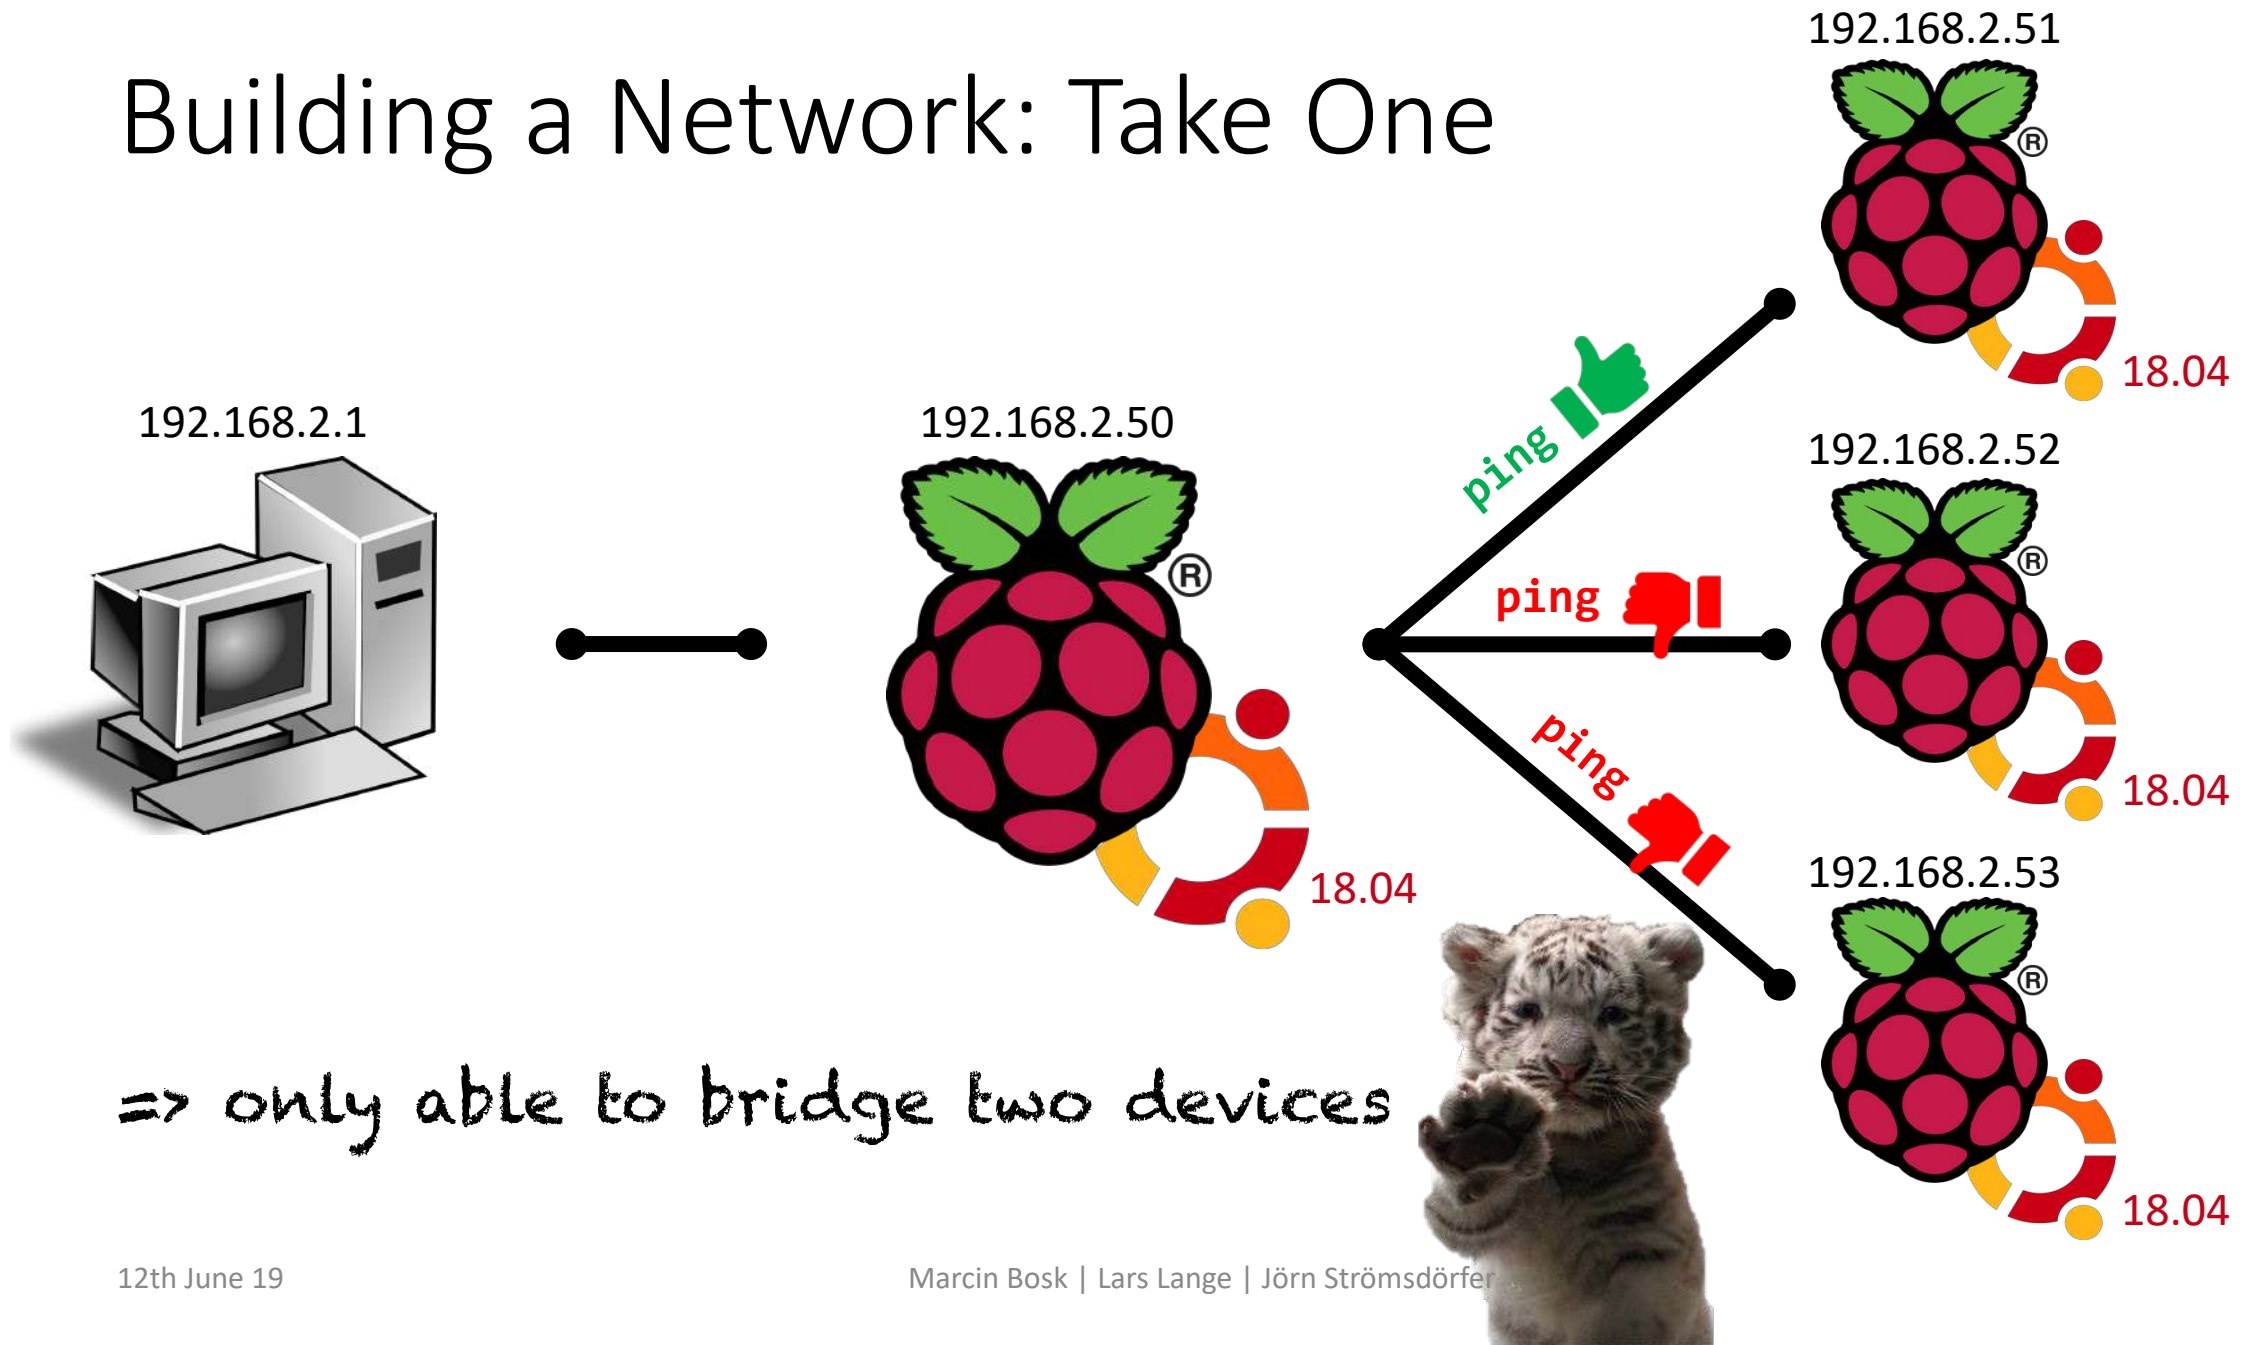 Building a Network: Take One
192.168.2.51
®
18.04
192.168.2.1
192.168.2.50
®
18.04
ping
ping
ping
192.168.2.52
®
18.04
192.168.2.53
®
18.04
=> only able to bridge two devices
12th June 19
Marcin Bosk | Lars Lange | Jörn Strömsdörfer